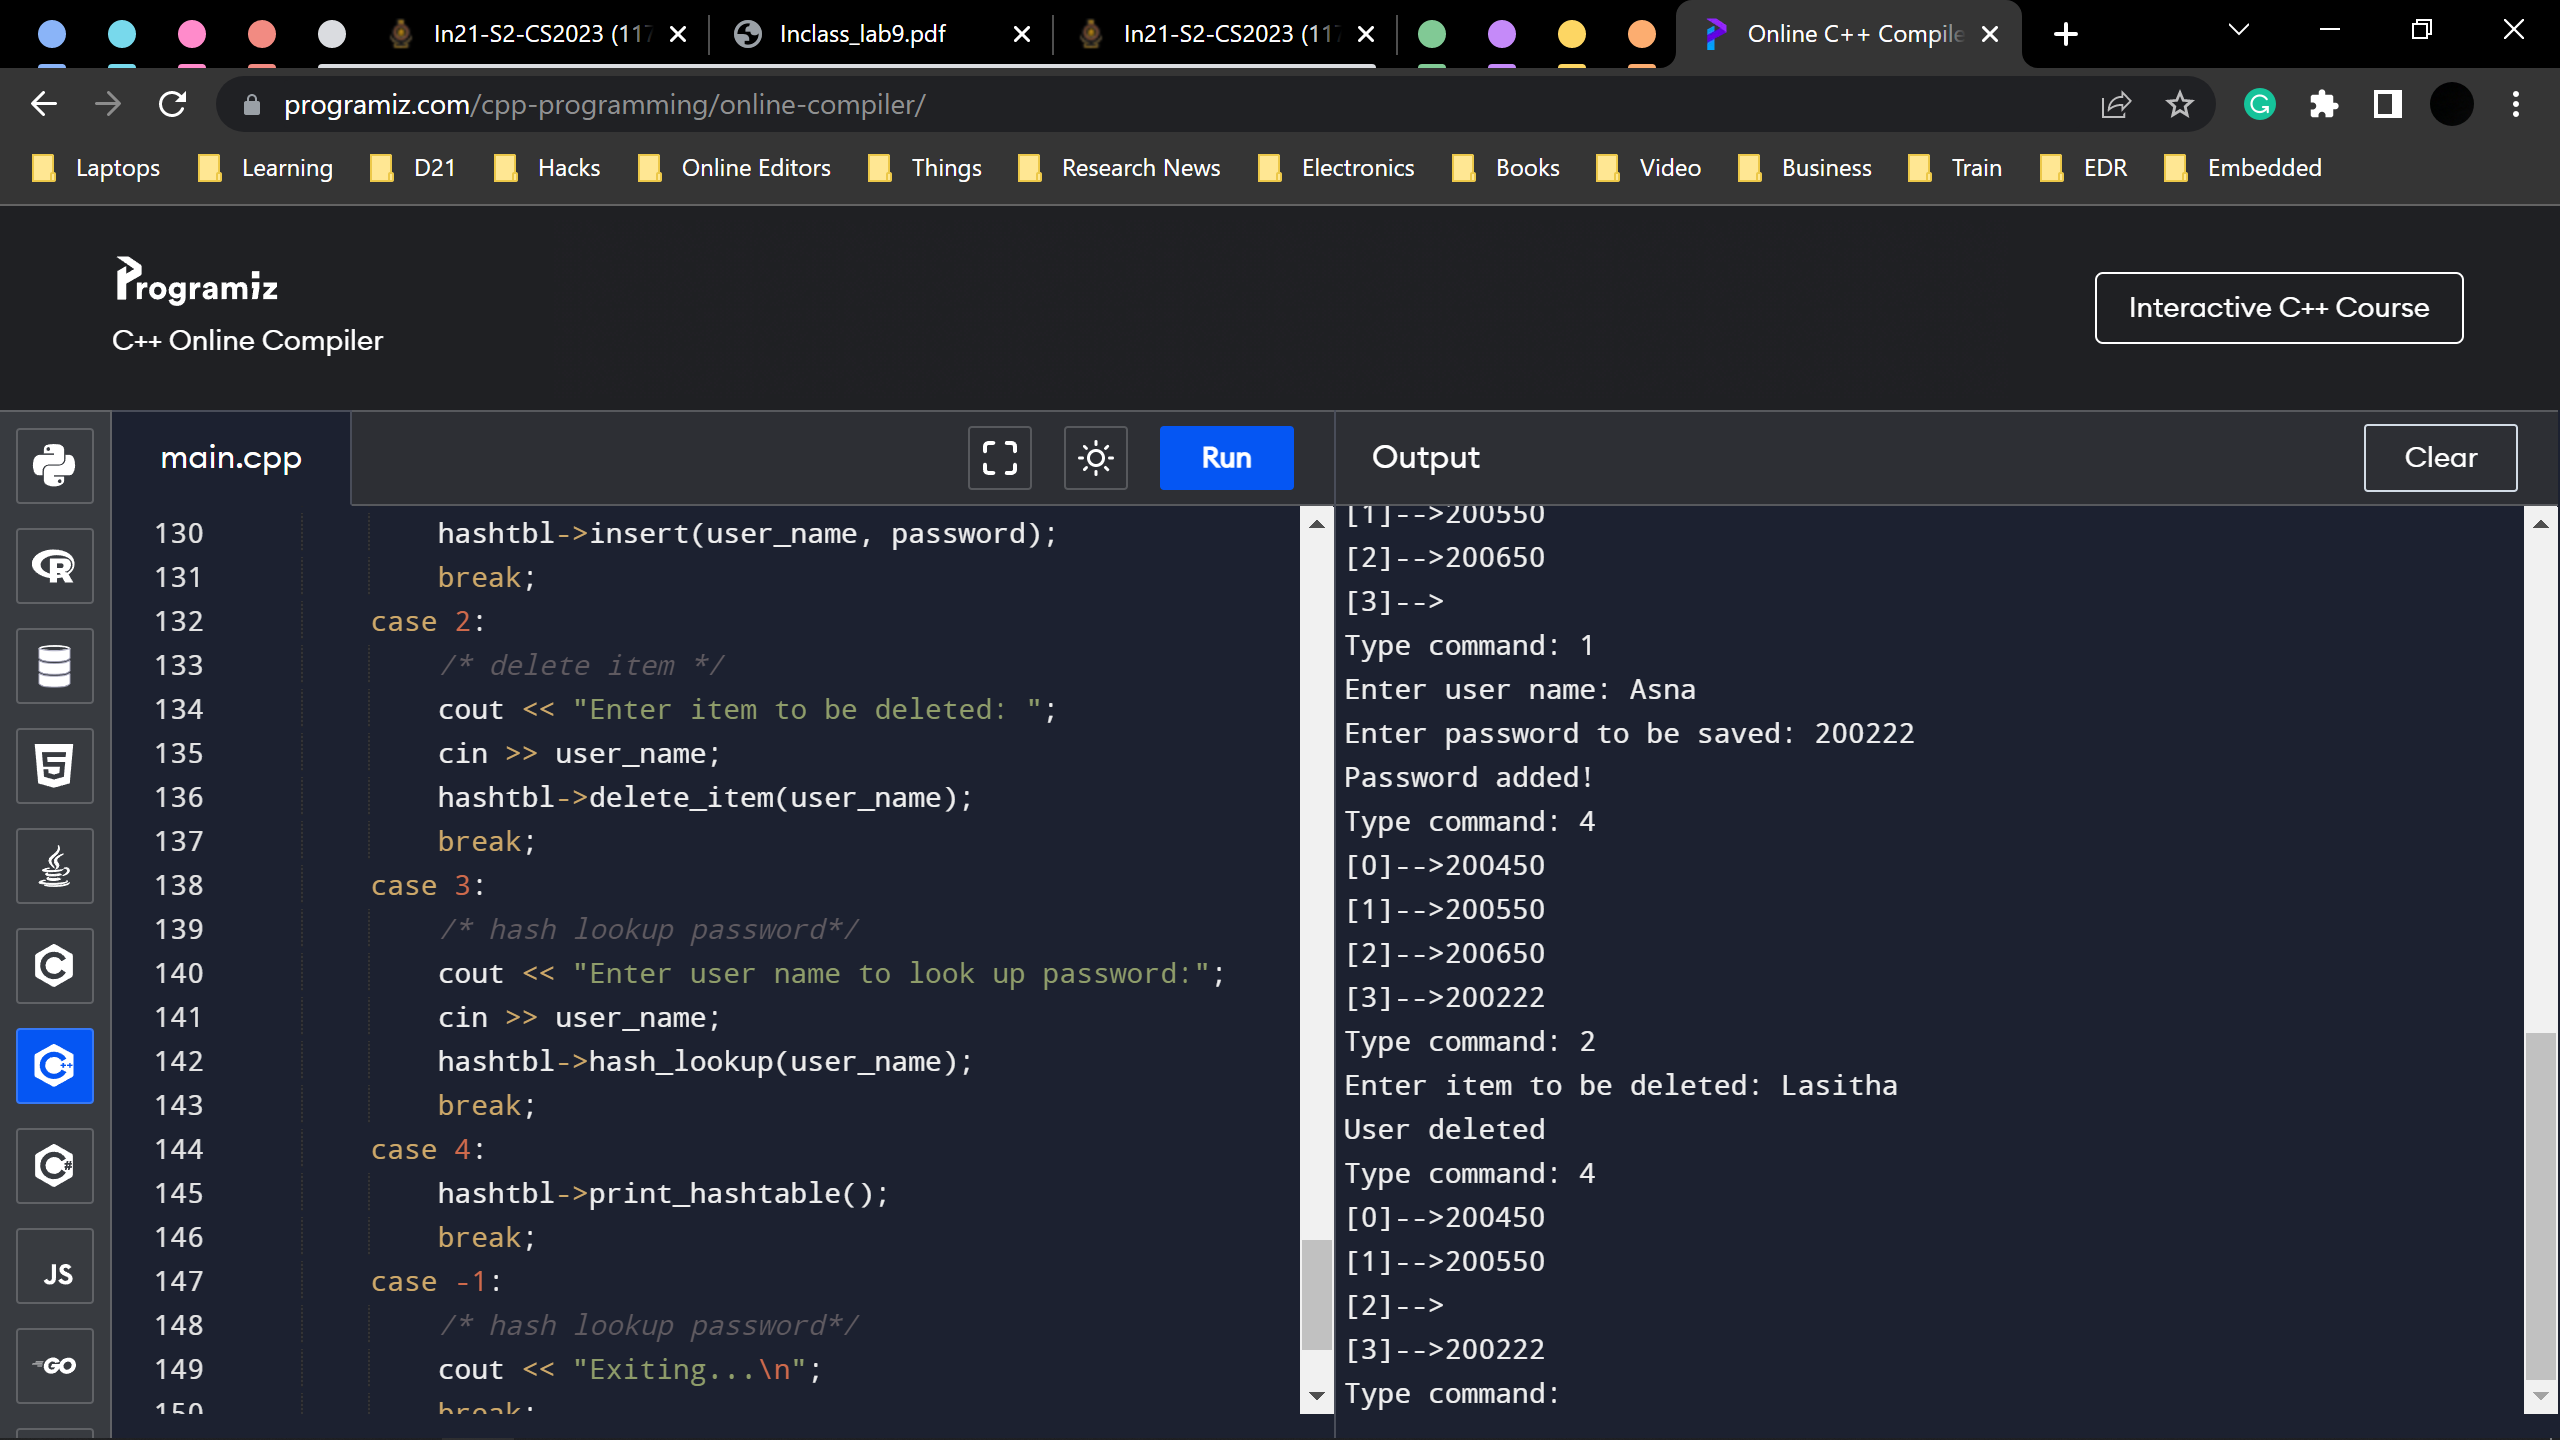 In21-S2-CS2023 (117
Inclass_lab9.pdf
In21-S2-CS2023 (117
Online C++ Compile
programiz.com/cpp-programming/online-compiler/
Laptops
Learning
D21
Hacks
Online Editors
Things
Research News
Electronics
Books
Video
Business
Train
EDR
Embedded
Programiz
C++ Online Compiler
Interactive C++ Course
main.cpp
Run
Output
Clear
130 hashtbl->insert(user_name, password);
131 break;
132 case 2:
133 /* delete item */
134 cout << "Enter item to be deleted: ";
135 cin >> user_name;
136 hashtbl->delete_item(user_name);
137 break;
138 case 3:
139 /* hash lookup password*/
140 cout << "Enter user name to look up password:";
141 cin >> user_name;
142 hashtbl->hash_lookup(user_name);
143 break;
144 case 4:
145 hashtbl->print_hashtable();
146 break;
147 case -1:
148 /* hash lookup password*/
149 cout << "Exiting...\n";
150 break;
[1]-->200550
[2]-->200650
[3]-->
Type command: 1
Enter user name: Asna
Enter password to be saved: 200222
Password added!
Type command: 4
[0]-->200450
[1]-->200550
[2]-->200650
[3]-->200222
Type command: 2
Enter item to be deleted: Lasitha
User deleted
Type command: 4
[0]-->200450
[1]-->200550
[2]-->
[3]-->200222
Type command:
JS
GO